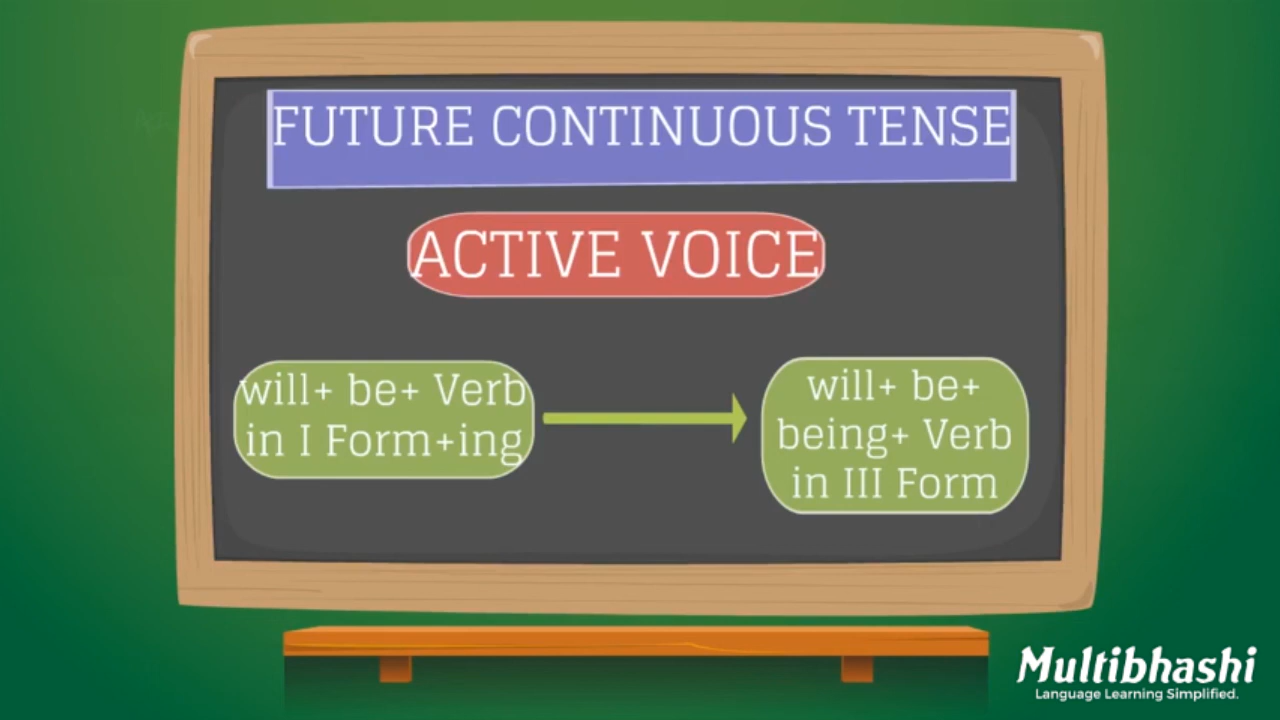 FUTURE CONTINUOUS TENSE
ACTIVE VOICE
will+ be+ Verb
in I Form+ing
will+ be+
being+ Verb
in III Form
Multibhashi
Language Learning Simplified.